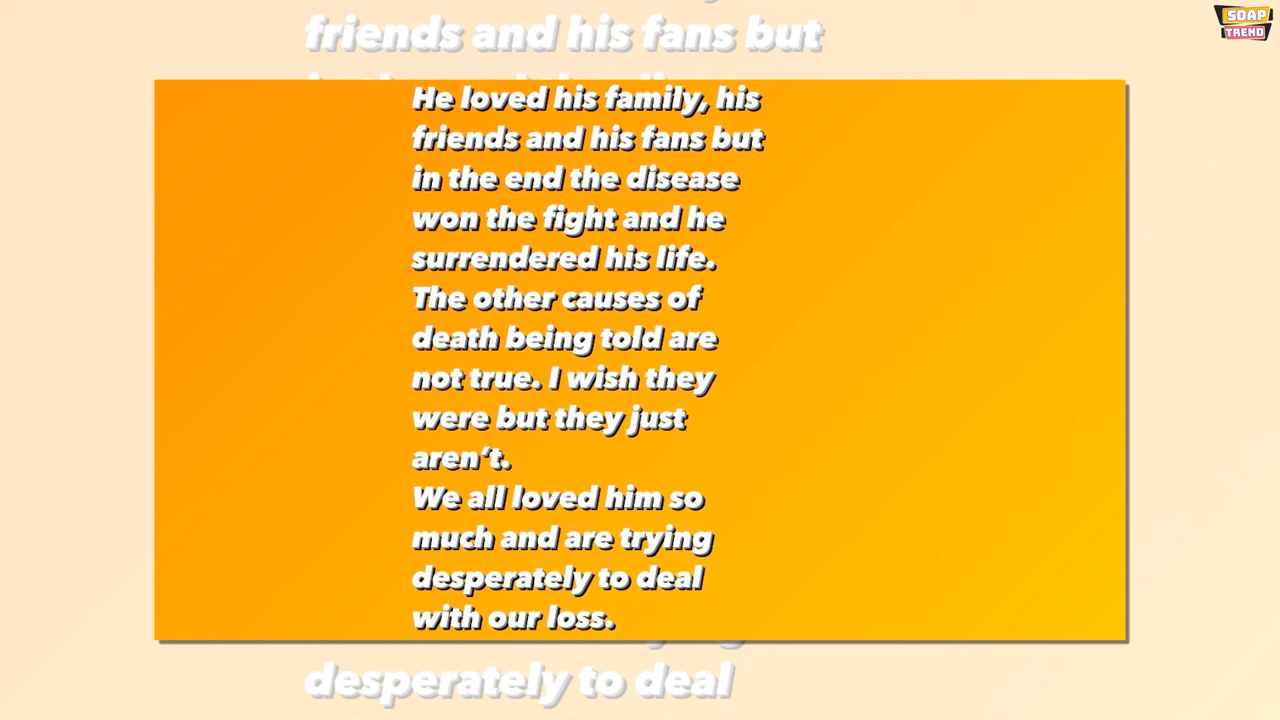 friends and his fans but
SOAP
TREND
He loved his family, his
friends and his fans but
in the end the disease
won the fight and he
surrendered his life.
The other causes of
death being told are
not true. I wish they
were but they just
aren't.
We all loved him so
much and are trying
desperately to deal
with our loss.
desperately to deal